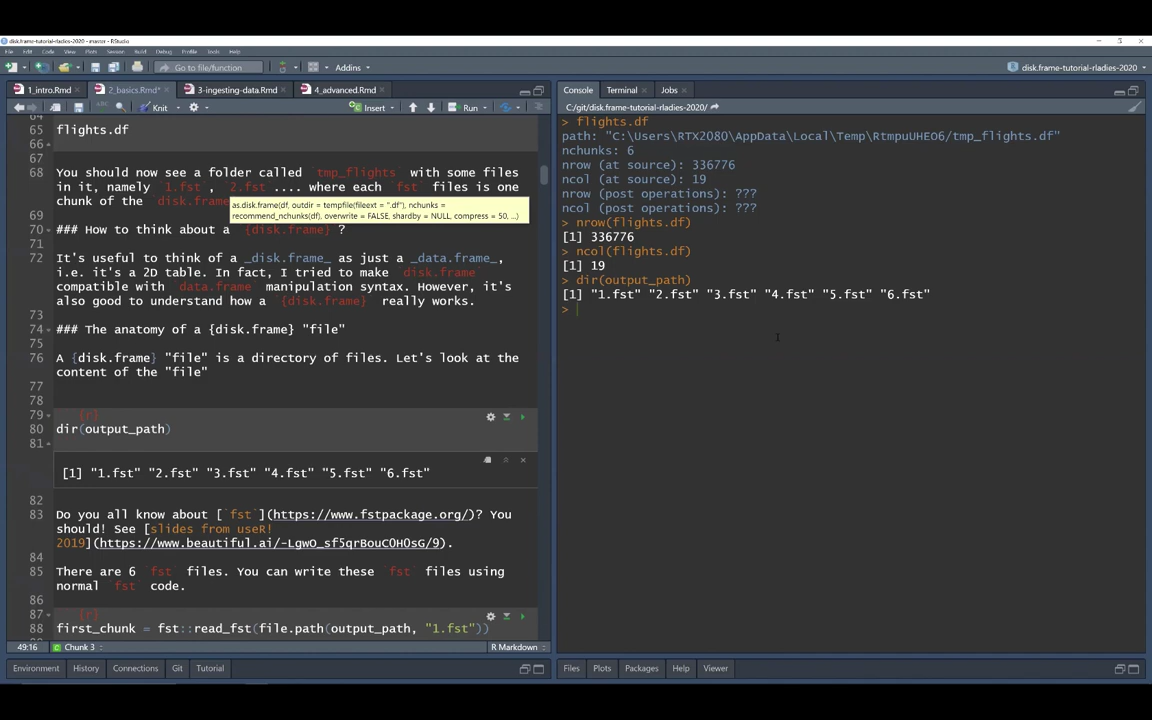 disk.frame-tutorial-rladies-2020 - master - RStudio
File Edit Code View Plots Session Build Debug Profile Tools Help
Go to file/function Addins disk.frame-tutorial-rladies-2020
1_intro.Rmd 2_basics.Rmd* 3-ingesting-data.Rmd 4_advanced.Rmd
Knit Insert Run
64
65 flights.df
66
67
68 You should now see a folder called `tmp_flights` with some files
in it, namely `1.fst`, `2.fst`.... where each `fst` files is one
chunk of the `disk.frame
as.disk.frame(df, outdir = tempfile(fileext = ".df"), nchunks =
recommend_nchunks(df), overwrite = FALSE, shardby = NULL, compress = 50, ...)
69
70 ### How to think about a `{disk.frame}`?
71
72 It's useful to think of a _disk.frame_ as just a _data.frame_,
i.e. it's a 2D table. In fact, I tried to make `disk.frame`
compatible with `data.frame` manipulation syntax. However, it's
also good to understand how a `{disk.frame}` really works.
73
74 ### The anatomy of a {disk.frame} "file"
75
76 A {disk.frame} "file" is a directory of files. Let's look at the
content of the "file"
77
78
79 {r}
80 dir(output_path)
81
[1] "1.fst" "2.fst" "3.fst" "4.fst" "5.fst" "6.fst"
82
83 Do you all know about [`fst`](https://www.fstpackage.org/)? You
should! See [slides from useR!
2019](https://www.beautiful.ai/-LgwO_sf5qrBouC0H0sG/9).
84
85 There are 6 `fst` files. You can write these `fst` files using
normal `fst` code.
86
87 {r}
88 first_chunk = fst::read_fst(file.path(output_path, "1.fst"))
49:16 Chunk 3 R Markdown
Environment History Connections Git Tutorial
Console Terminal Jobs
C:/git/disk.frame-tutorial-rladies-2020/
> flights.df
path: "C:\Users\RTX2080\AppData\Local\Temp\RtmpuUHEO6/tmp_flights.df"
nchunks: 6
nrow (at source): 336776
ncol (at source): 19
nrow (post operations): ???
ncol (post operations): ???
> nrow(flights.df)
[1] 336776
> ncol(flights.df)
[1] 19
> dir(output_path)
[1] "1.fst" "2.fst" "3.fst" "4.fst" "5.fst" "6.fst"
>
Files Plots Packages Help Viewer